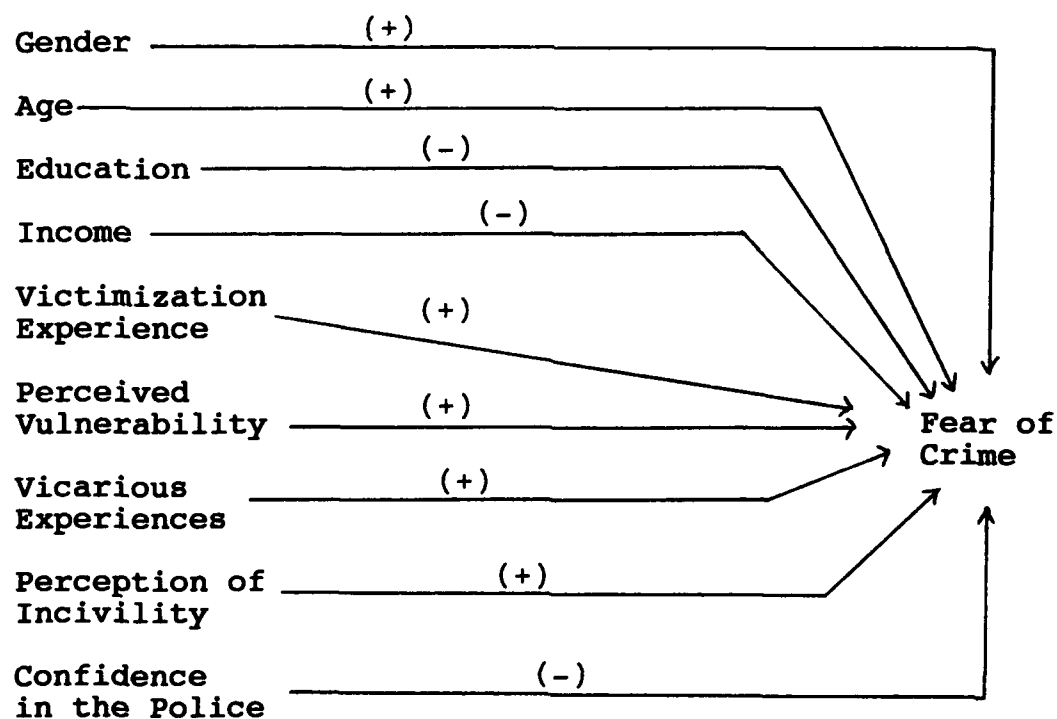 (+)
Gender
(+)
Age
(-)
Education
(-)
Income
Victimization
Experience
(+)
Perceived
Vulnerability
(+)
Fear of
Crime
Vicarious
Experiences
(+)
Perception of
Incivility
(+)
Confidence
in the Police
(-)